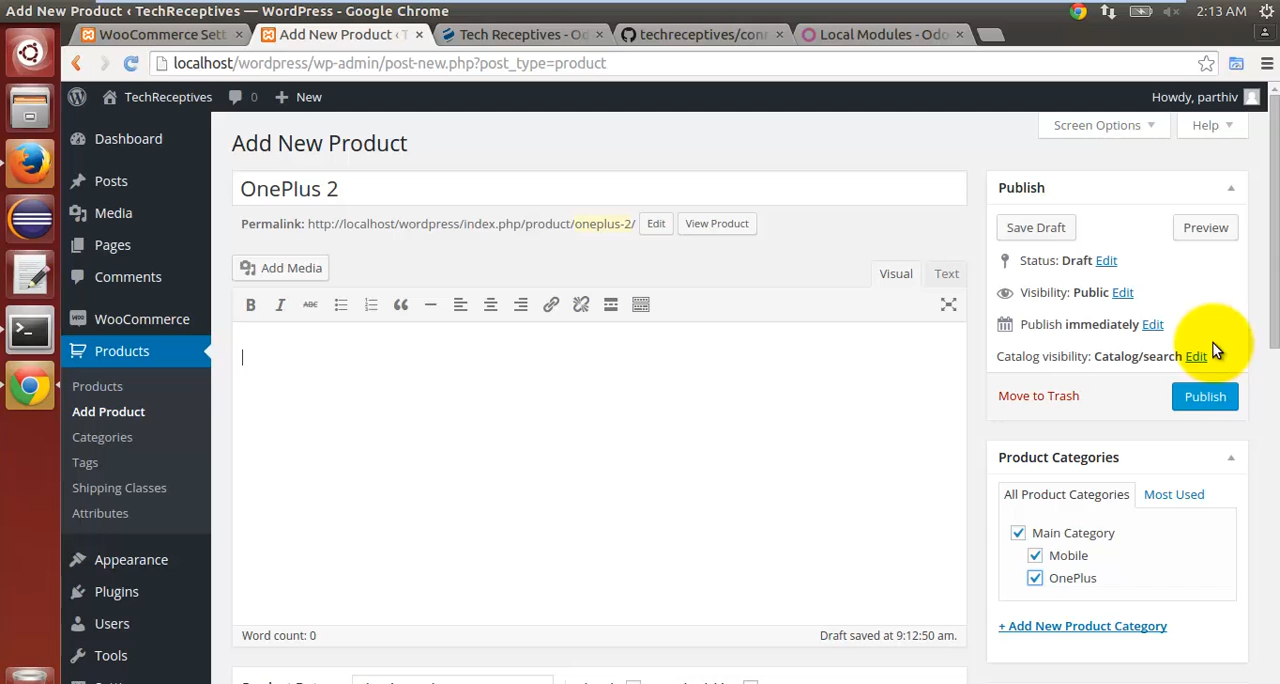 Add New Product ‹ TechReceptives — WordPress - Google Chrome
2:13 AM
WooCommerce Sett ×
Add New Product ‹ T ×
Tech Receptives - Od ×
techreceptives/conn ×
Local Modules - Odo ×
localhost/wordpress/wp-admin/post-new.php?post_type=product
TechReceptives
0
New
Howdy, parthiv
Screen Options
Help
Dashboard
Posts
Media
Pages
Comments
WooCommerce
Products
Products
Add Product
Categories
Tags
Shipping Classes
Attributes
Appearance
Plugins
Users
Tools
Add New Product
OnePlus 2
Permalink: http://localhost/wordpress/index.php/product/oneplus-2/ Edit View Product
Add Media
Visual
Text
B I ABC
Word count: 0
Draft saved at 9:12:50 am.
Publish
Save Draft
Preview
Status: Draft Edit
Visibility: Public Edit
Publish immediately Edit
Catalog visibility: Catalog/search Edit
Move to Trash
Publish
Product Categories
All Product Categories
Most Used
Main Category
Mobile
OnePlus
+ Add New Product Category